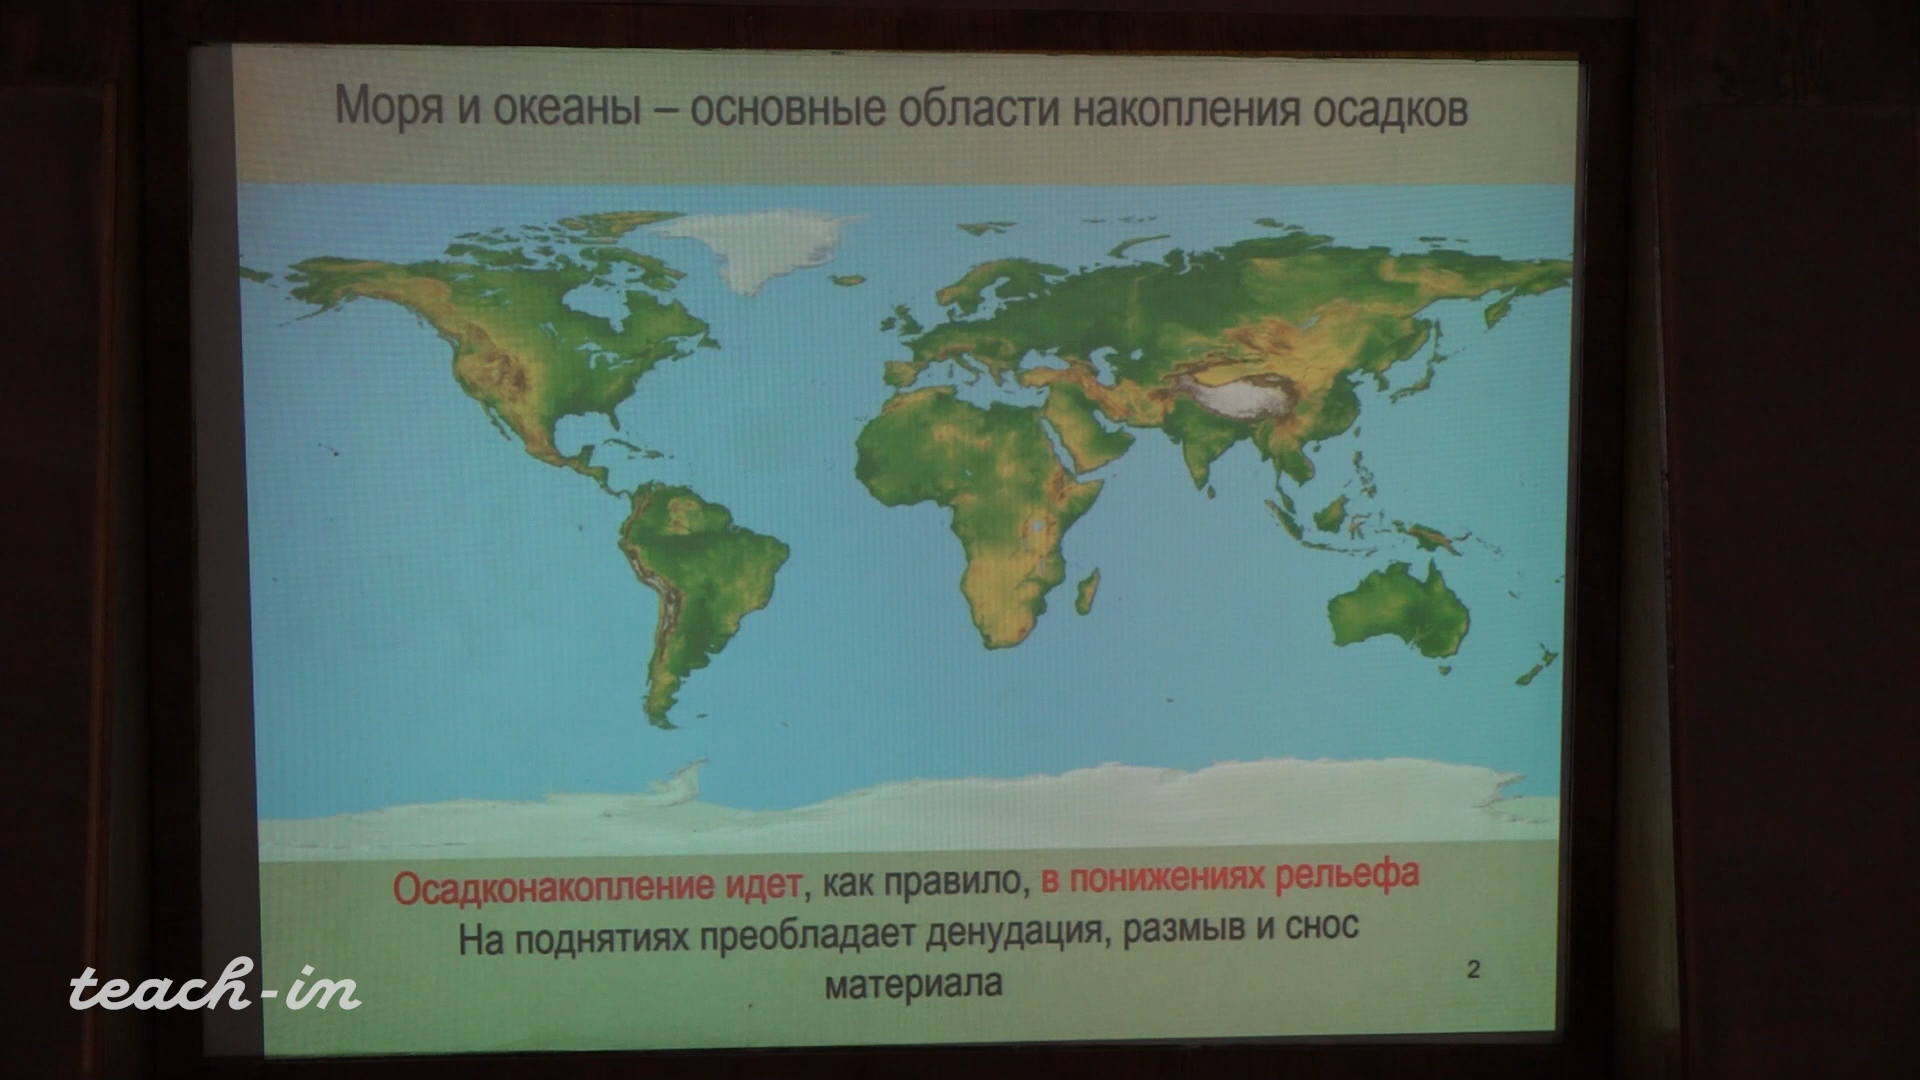 Моря и океаны – основные области накопления осадков
Осадконакопление идет, как правило, в понижениях рельефа
На поднятиях преобладает денудация, размыв и снос
материала
2
teach-in